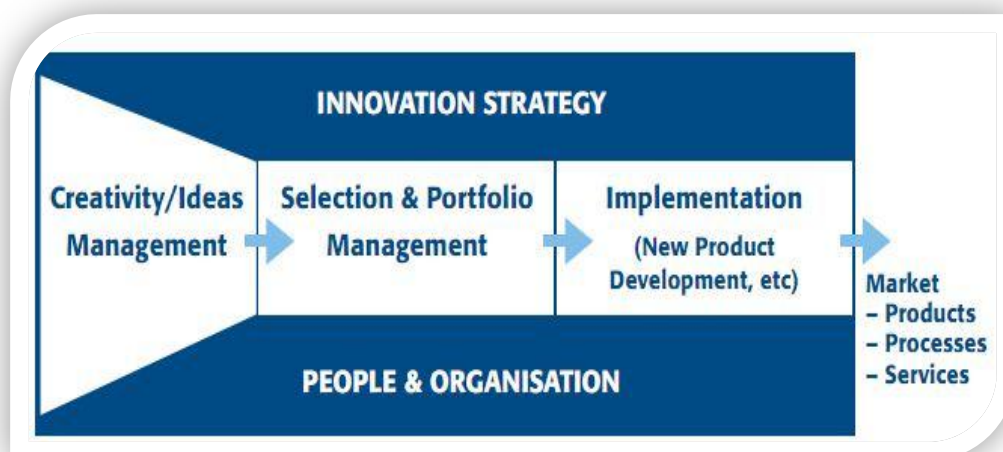 INNOVATION STRATEGY
Creativity/Ideas
Management
Selection & Portfolio
Management
Implementation
(New Product
Development, etc)
Market
– Products
– Processes
– Services
PEOPLE & ORGANISATION